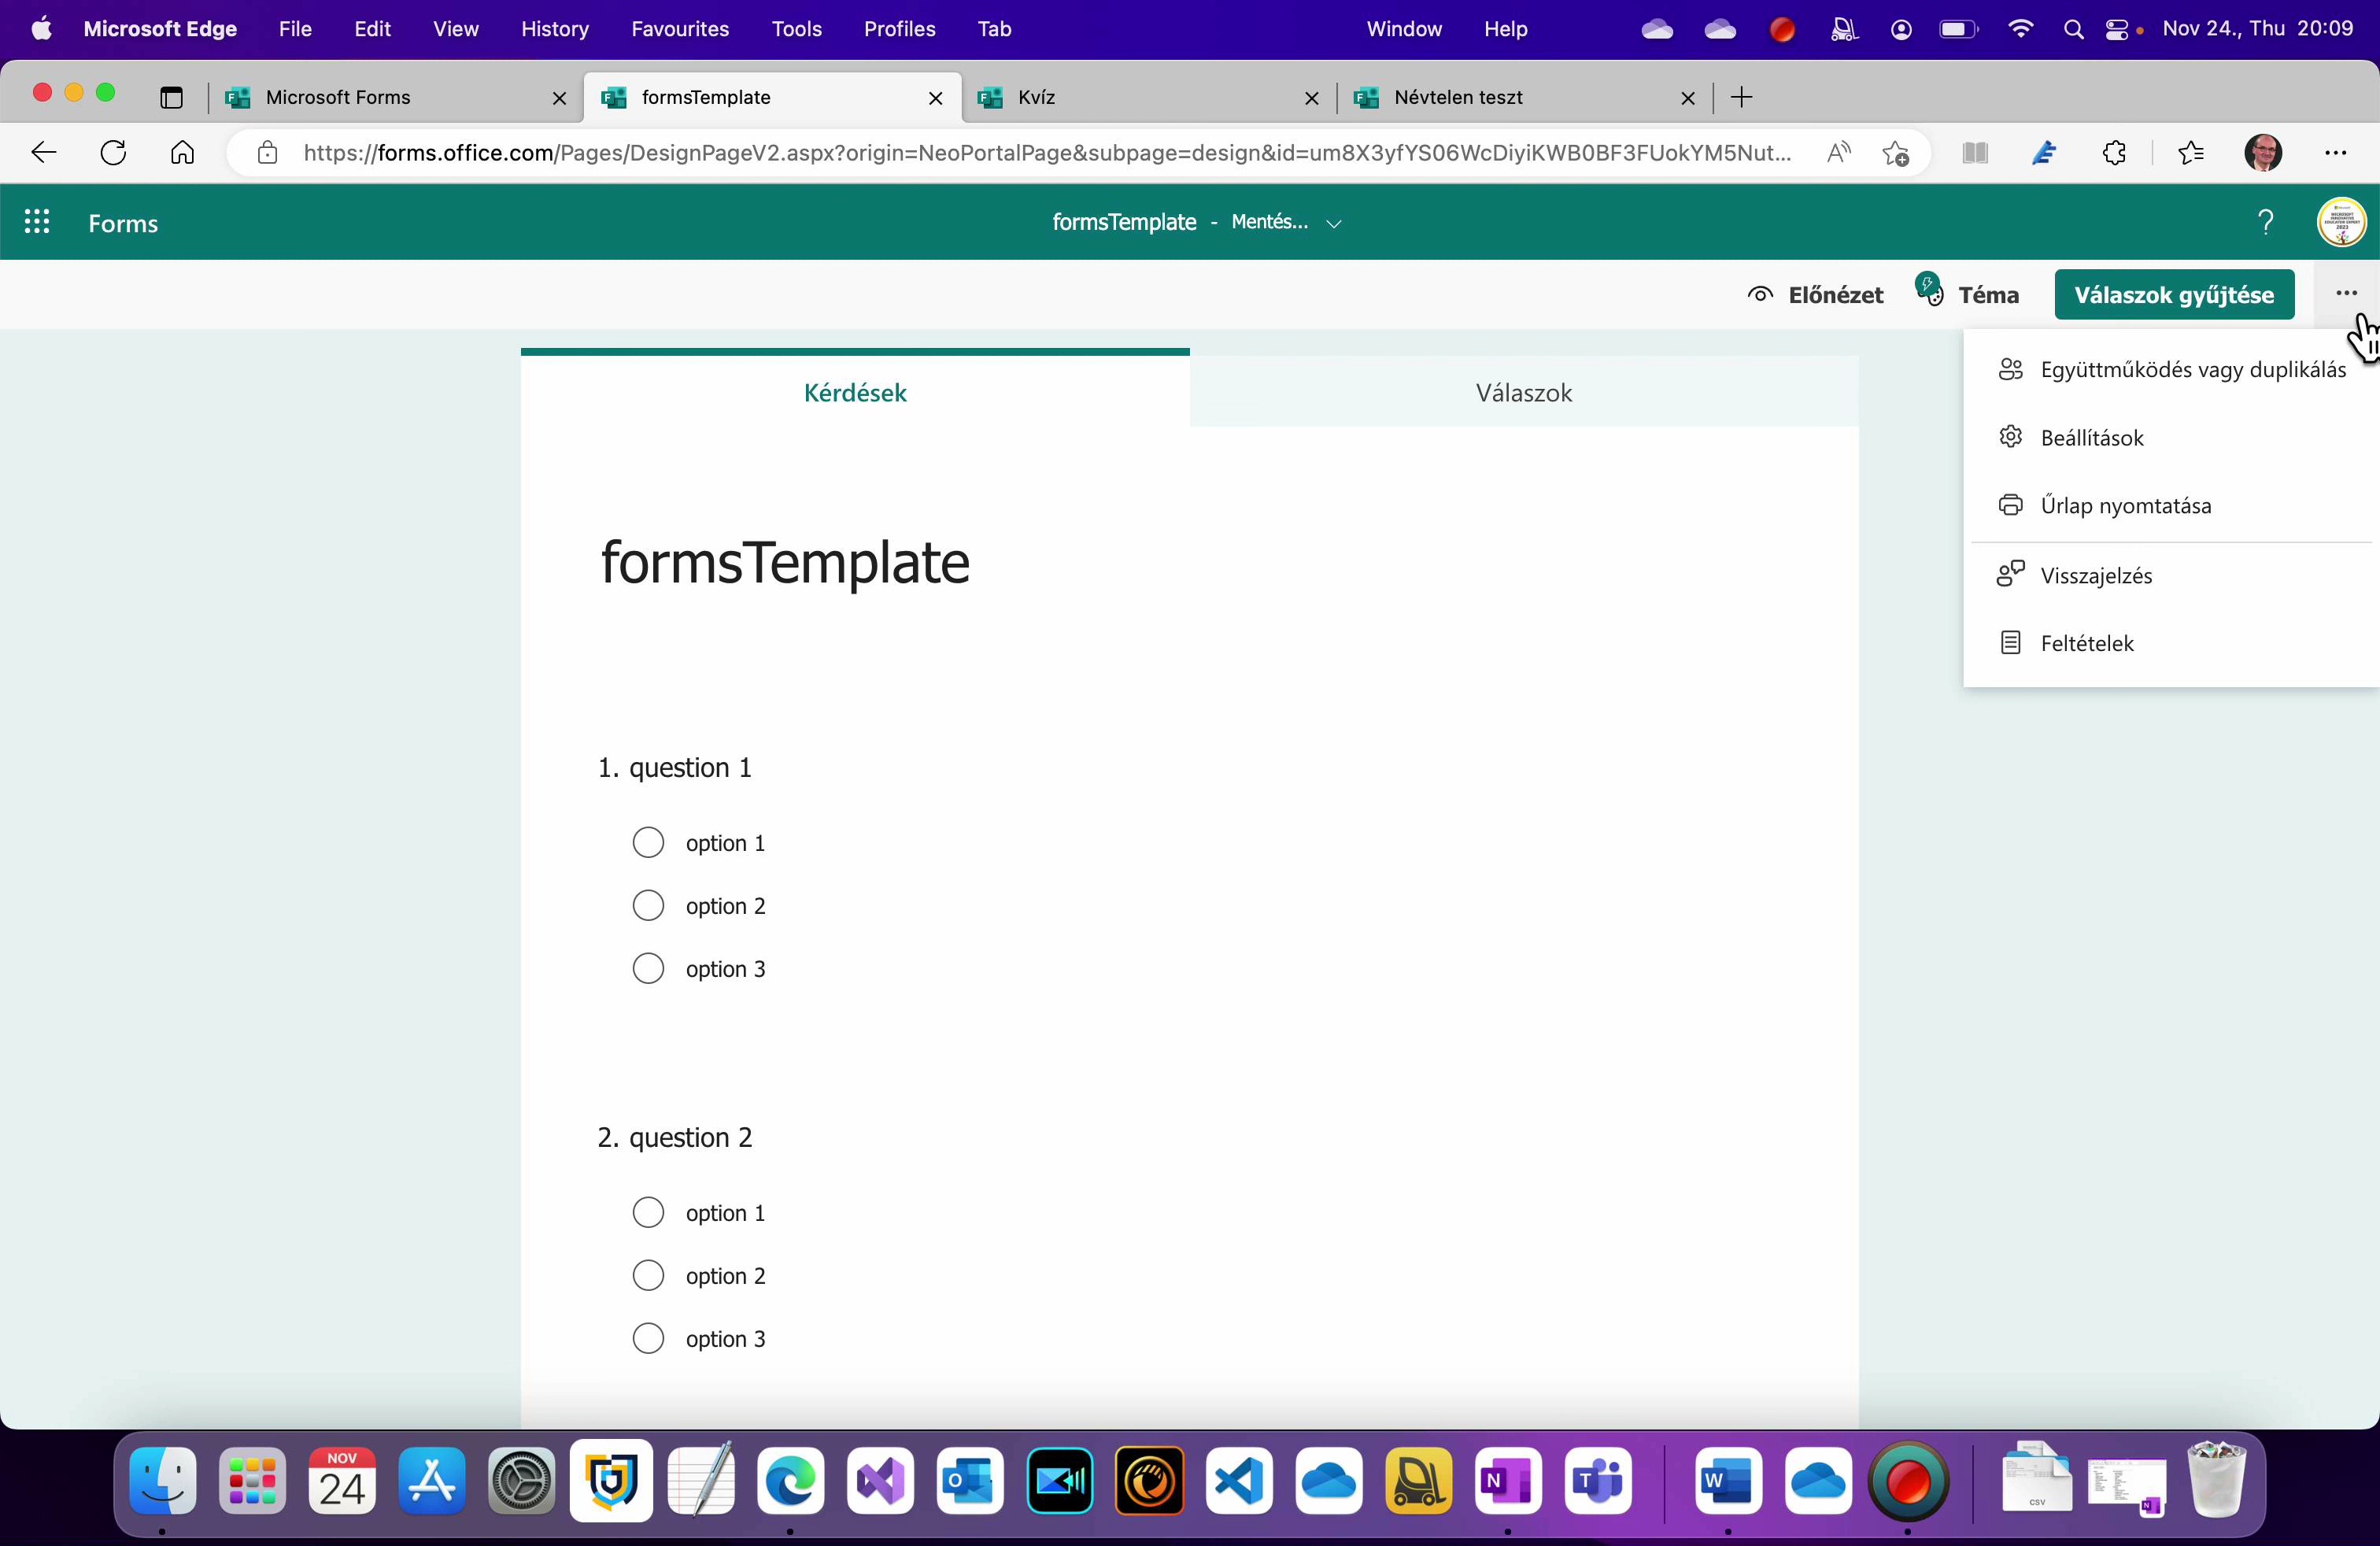 Microsoft Edge File Edit View History Favourites Tools Profiles Tab Window Help Nov 24., Thu 20:09
Microsoft Forms formsTemplate Kvíz Névtelen teszt
https://forms.office.com/Pages/DesignPageV2.aspx?origin=NeoPortalPage&subpage=design&id=um8X3yfYS06WcDiyiKWB0BF3FUokYM5Nut...
Forms formsTemplate - Mentés... ?
Előnézet Téma Válaszok gyűjtése
Együttműködés vagy duplikálás
Beállítások
Űrlap nyomtatása
Visszajelzés
Feltételek
Kérdések Válaszok
formsTemplate
1. question 1
option 1
option 2
option 3
2. question 2
option 1
option 2
option 3
NOV
24
CSV